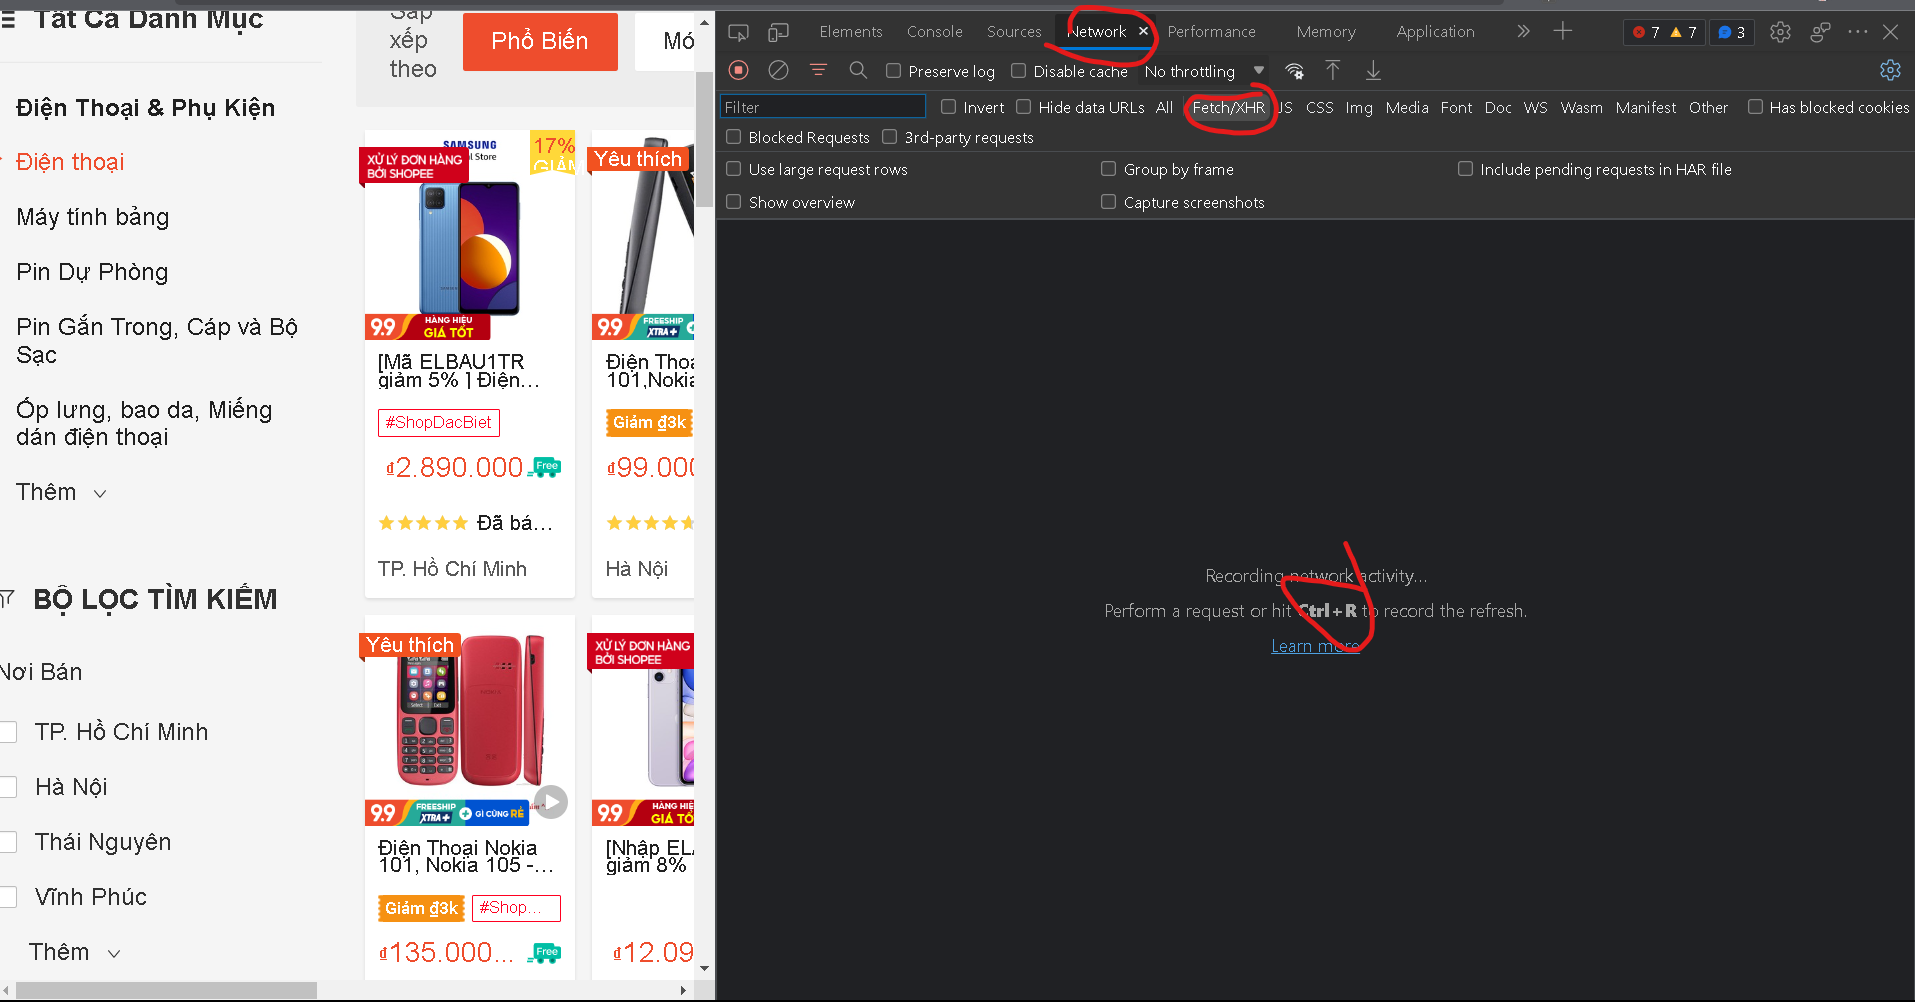 Tất Cả Danh Mục
Điện Thoại & Phụ Kiện
Điện thoại
Máy tính bảng
Pin Dự Phòng
Pin Gắn Trong, Cáp và Bộ
Sạc
Ốp lưng, bao da, Miếng
dán điện thoại
Thêm
BỘ LỌC TÌM KIẾM
Nơi Bán
TP. Hồ Chí Minh
Hà Nội
Thái Nguyên
Vĩnh Phúc
Thêm
Sắp
xếp
theo
Phổ Biến
Mớ
SAMSUNG
l Store
17%
GIẢM
XỬ LÝ ĐƠN HÀNG
BỞI SHOPEE
9.9 HÀNG HIỆU
GIÁ TỐT
[Mã ELBAU1TR
giảm 5% ] Điện...
#ShopDacBiet
₫2.890.000 Free
Đã bá...
TP. Hồ Chí Minh
Yêu thích
9.9 FREESHIP
XTRA+
Điện Thoạ
101,Nokia
Giảm ₫3k
₫99.000
Hà Nội
Yêu thích
9.9 FREESHIP
XTRA+ + GÌ CŨNG RẺ
Điện Thoại Nokia
101, Nokia 105 -...
Giảm ₫3k #Shop...
₫135.000... Free
XỬ LÝ ĐƠN HÀNG
BỞI SHOPEE
9.9 HÀNG HIỆ
GIÁ TỐ
[Nhập ELA
giảm 8%
₫12.09
Elements Console Sources Network × Performance Memory Application 7 7 3
Preserve log Disable cache No throttling
Filter Invert Hide data URLs All Fetch/XHR JS CSS Img Media Font Doc WS Wasm Manifest Other Has blocked cookies
Blocked Requests 3rd-party requests
Use large request rows Group by frame Include pending requests in HAR file
Show overview Capture screenshots
Recording network activity...
Perform a request or hit Ctrl+R to record the refresh.
Learn more